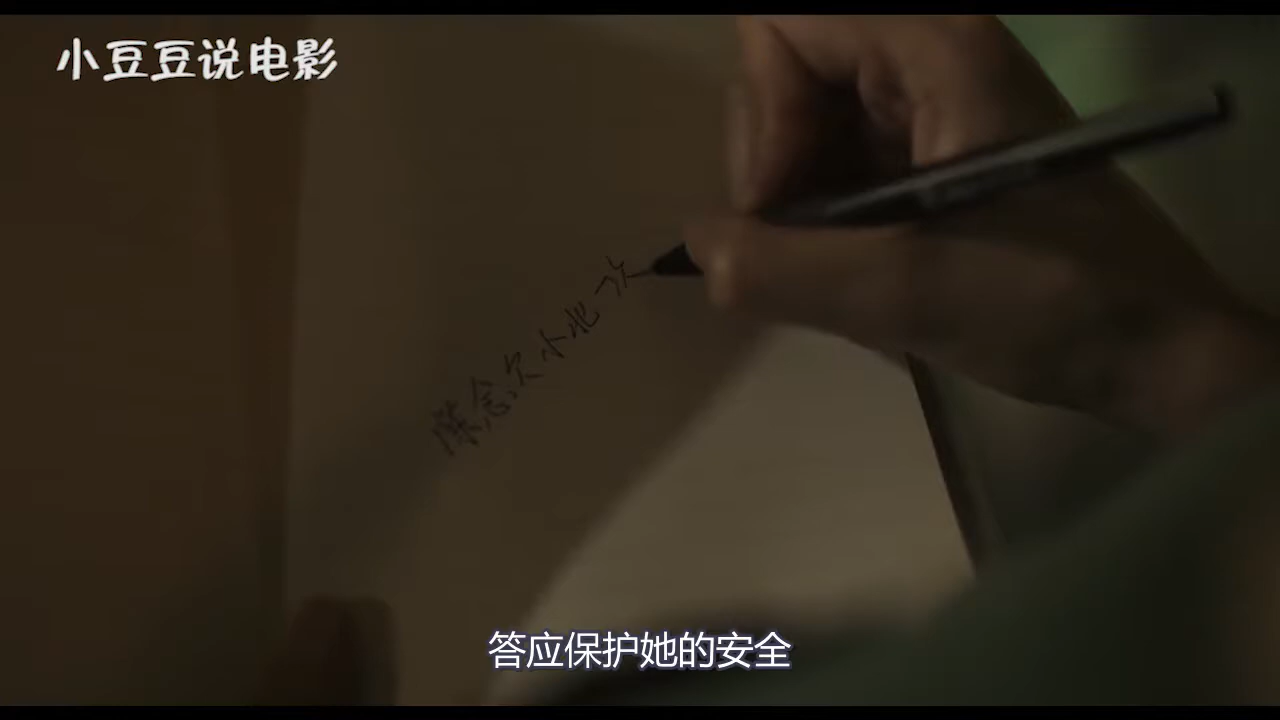 小豆豆说电影
陈念欠小北一次
答应保护她的安全